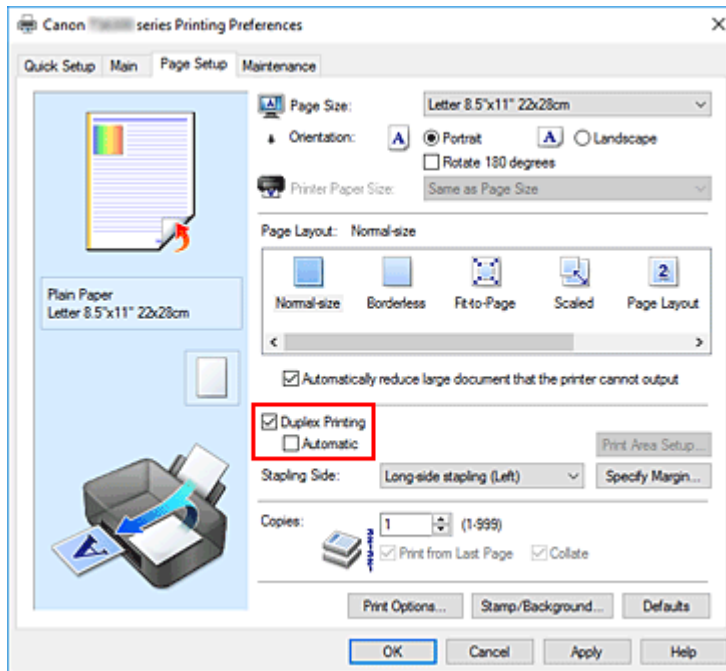 Canon series Printing Preferences
Quick Setup Main Page Setup Maintenance
Page Size: Letter 8.5"x11" 22x28cm
Orientation: A Portrait A Landscape
Rotate 180 degrees
Printer Paper Size: Same as Page Size
Page Layout: Normal-size
2
Normal-size Borderless Fit-to-Page Scaled Page Layout
Plain Paper
Letter 8.5"x11" 22x28cm
Automatically reduce large document that the printer cannot output
Duplex Printing
Automatic
Print Area Setup...
Stapling Side: Long-side stapling (Left) Specify Margin...
Copies: 1 (1-999)
Print from Last Page Collate
A
Print Options... Stamp/Background... Defaults
OK Cancel Apply Help